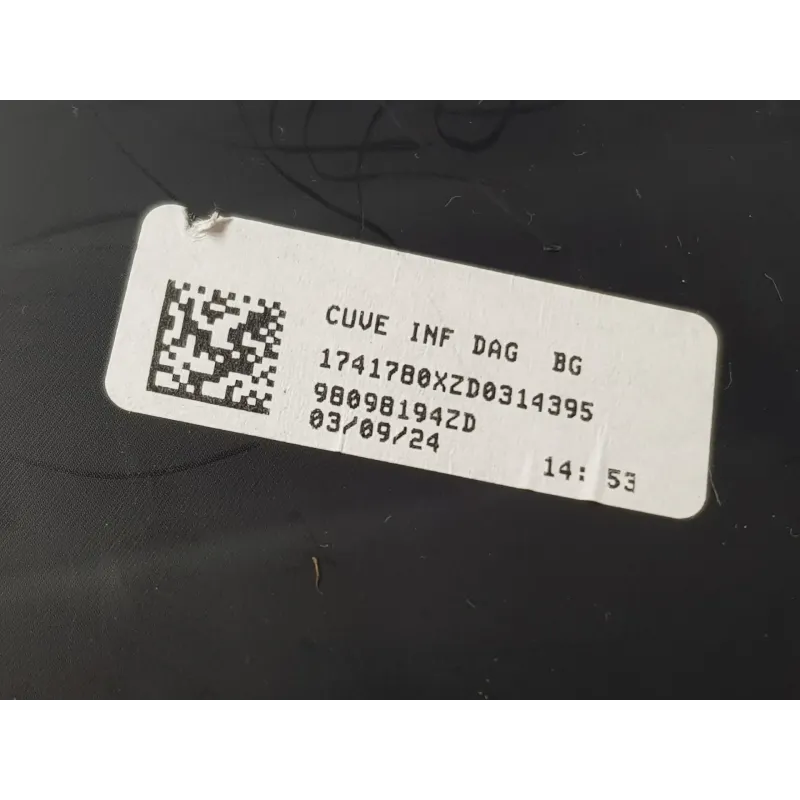 CUVE INF DAG BG
1741780XZD0314395
98098194ZD
03/09/24
14: 53